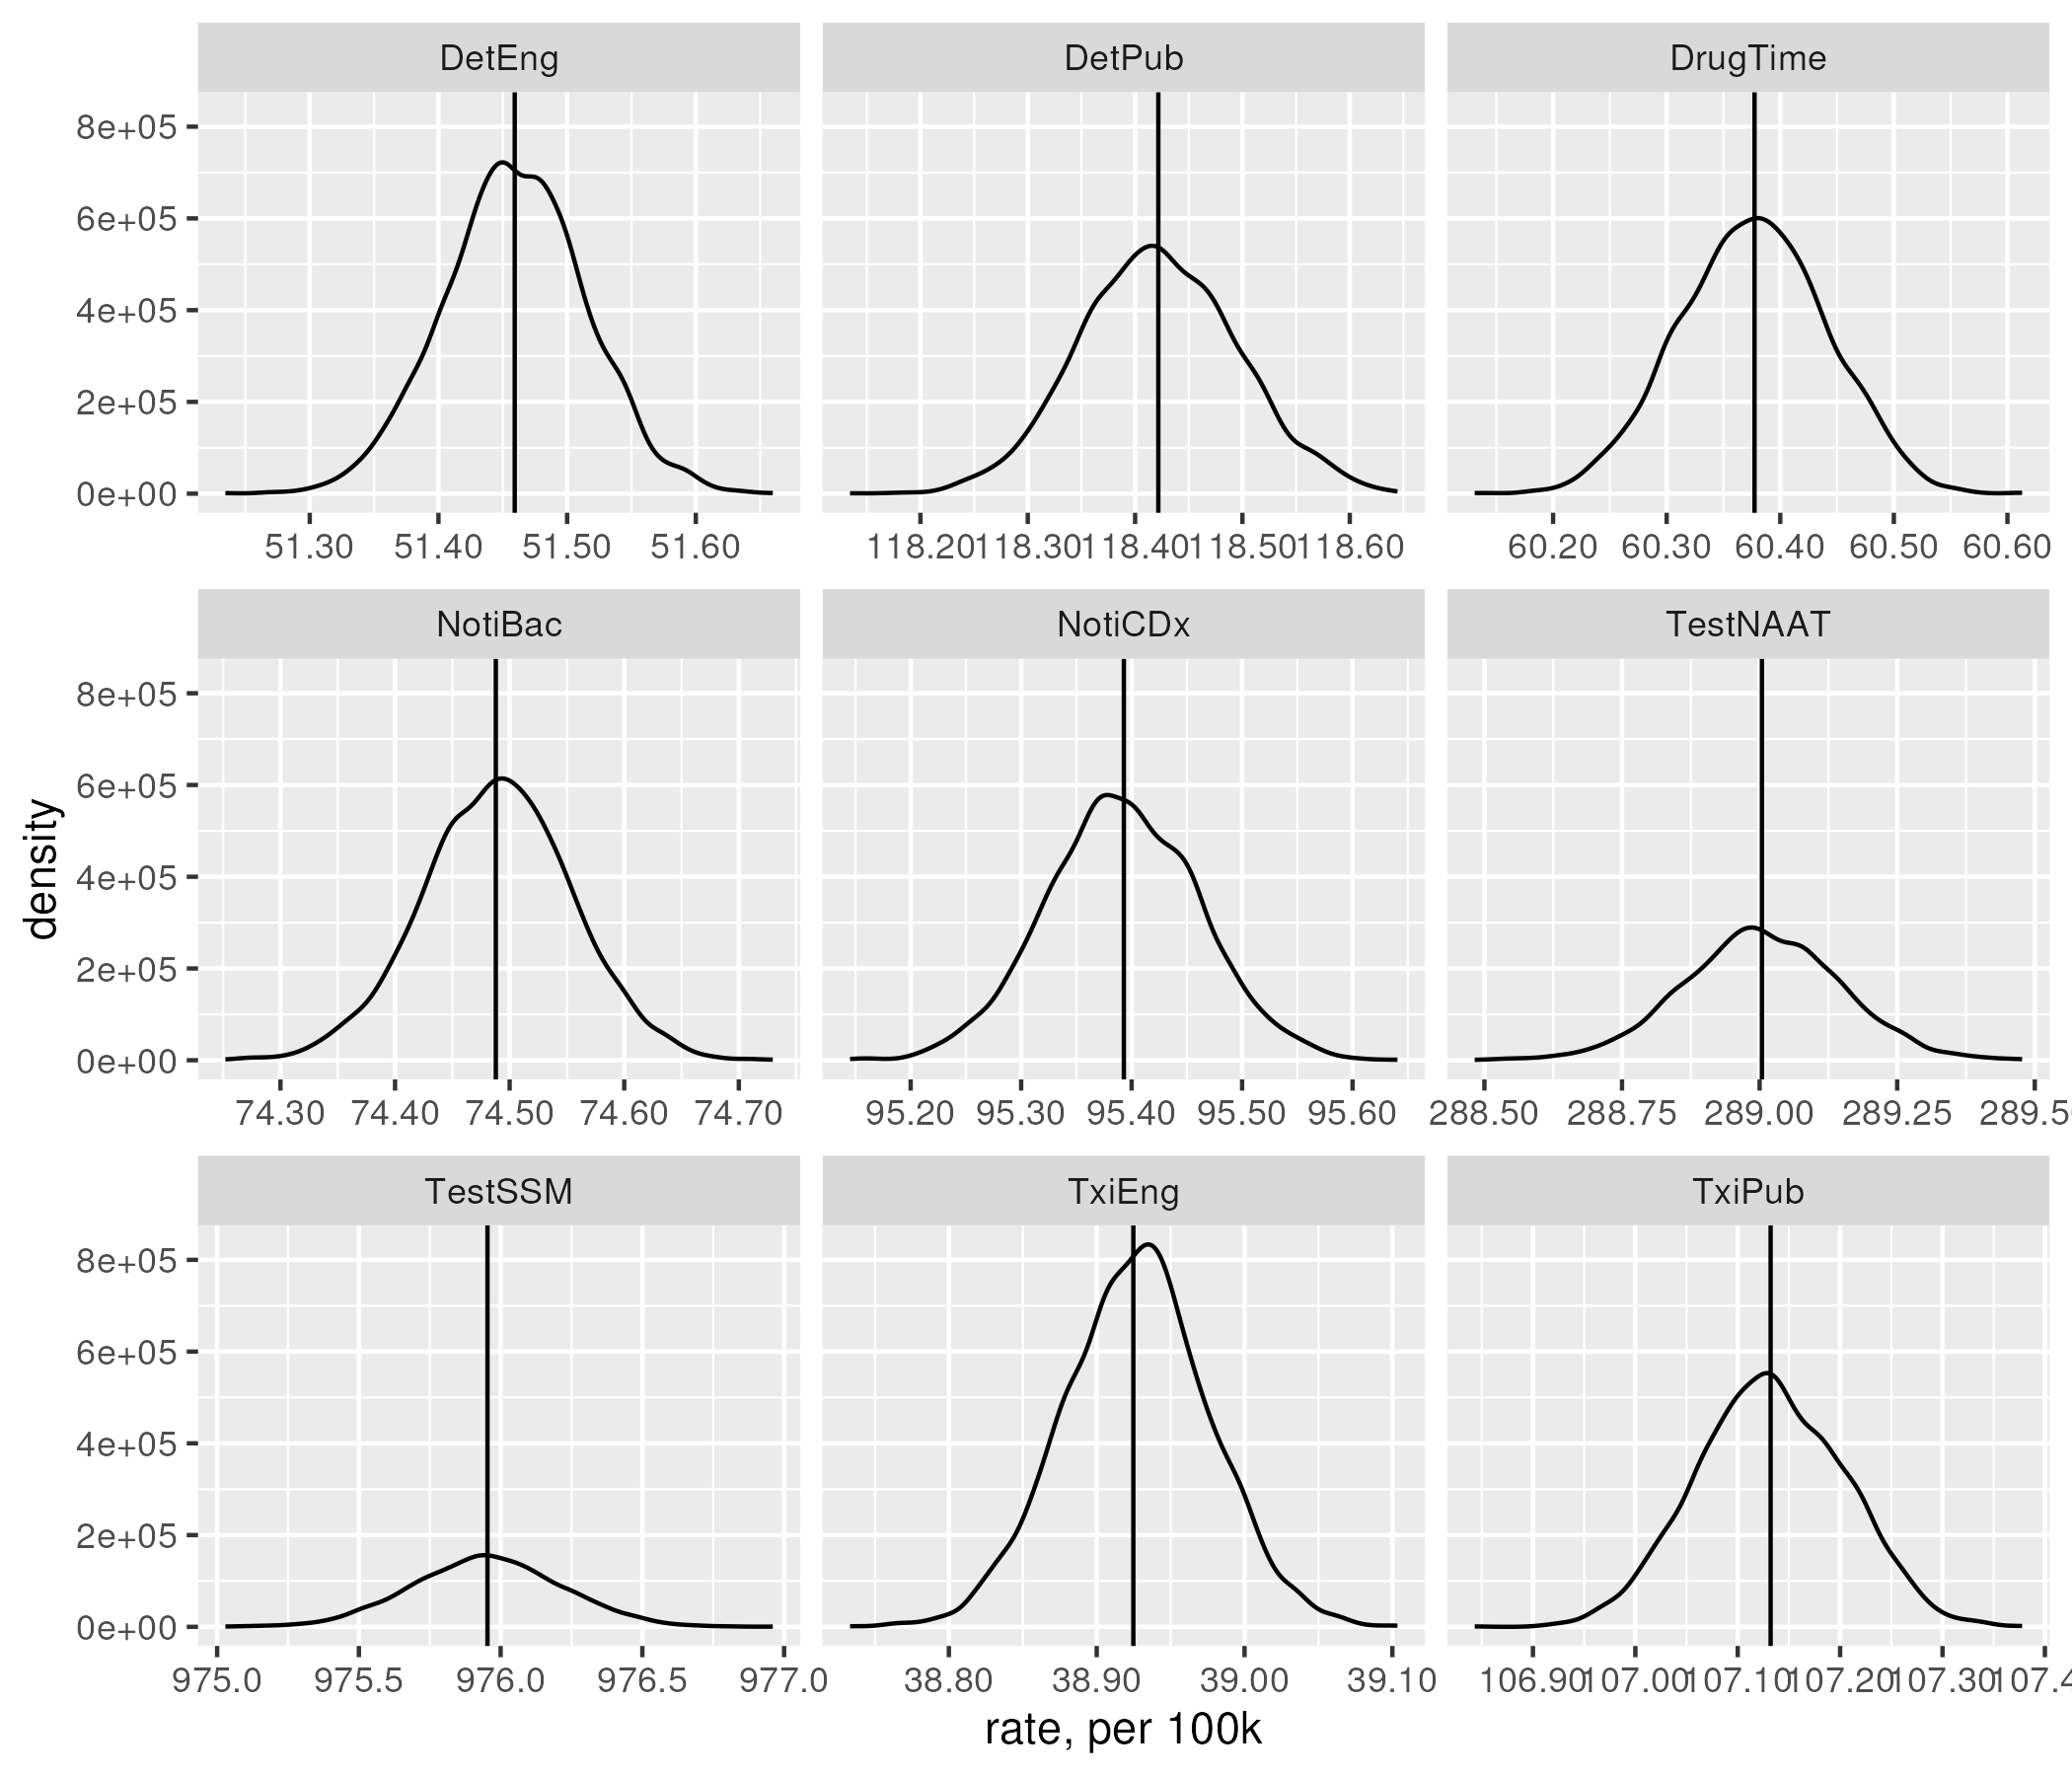 DetEng DetPub DrugTime
8e+05
6e+05
4e+05
2e+05
0e+00
51.30 51.40 51.50 51.60 118.20 118.30 118.40 118.50 118.60 60.20 60.30 60.40 60.50 60.60
NotiBac NotiCDx TestNAAT
8e+05
6e+05
4e+05
2e+05
0e+00
74.30 74.40 74.50 74.60 74.70 95.20 95.30 95.40 95.50 95.60 288.50 288.75 289.00 289.25 289.5
density
TestSSM TxiEng TxiPub
8e+05
6e+05
4e+05
2e+05
0e+00
975.0 975.5 976.0 976.5 977.0 38.80 38.90 39.00 39.10 106.90 107.00 107.10 107.20 107.30 107.4
rate, per 100k